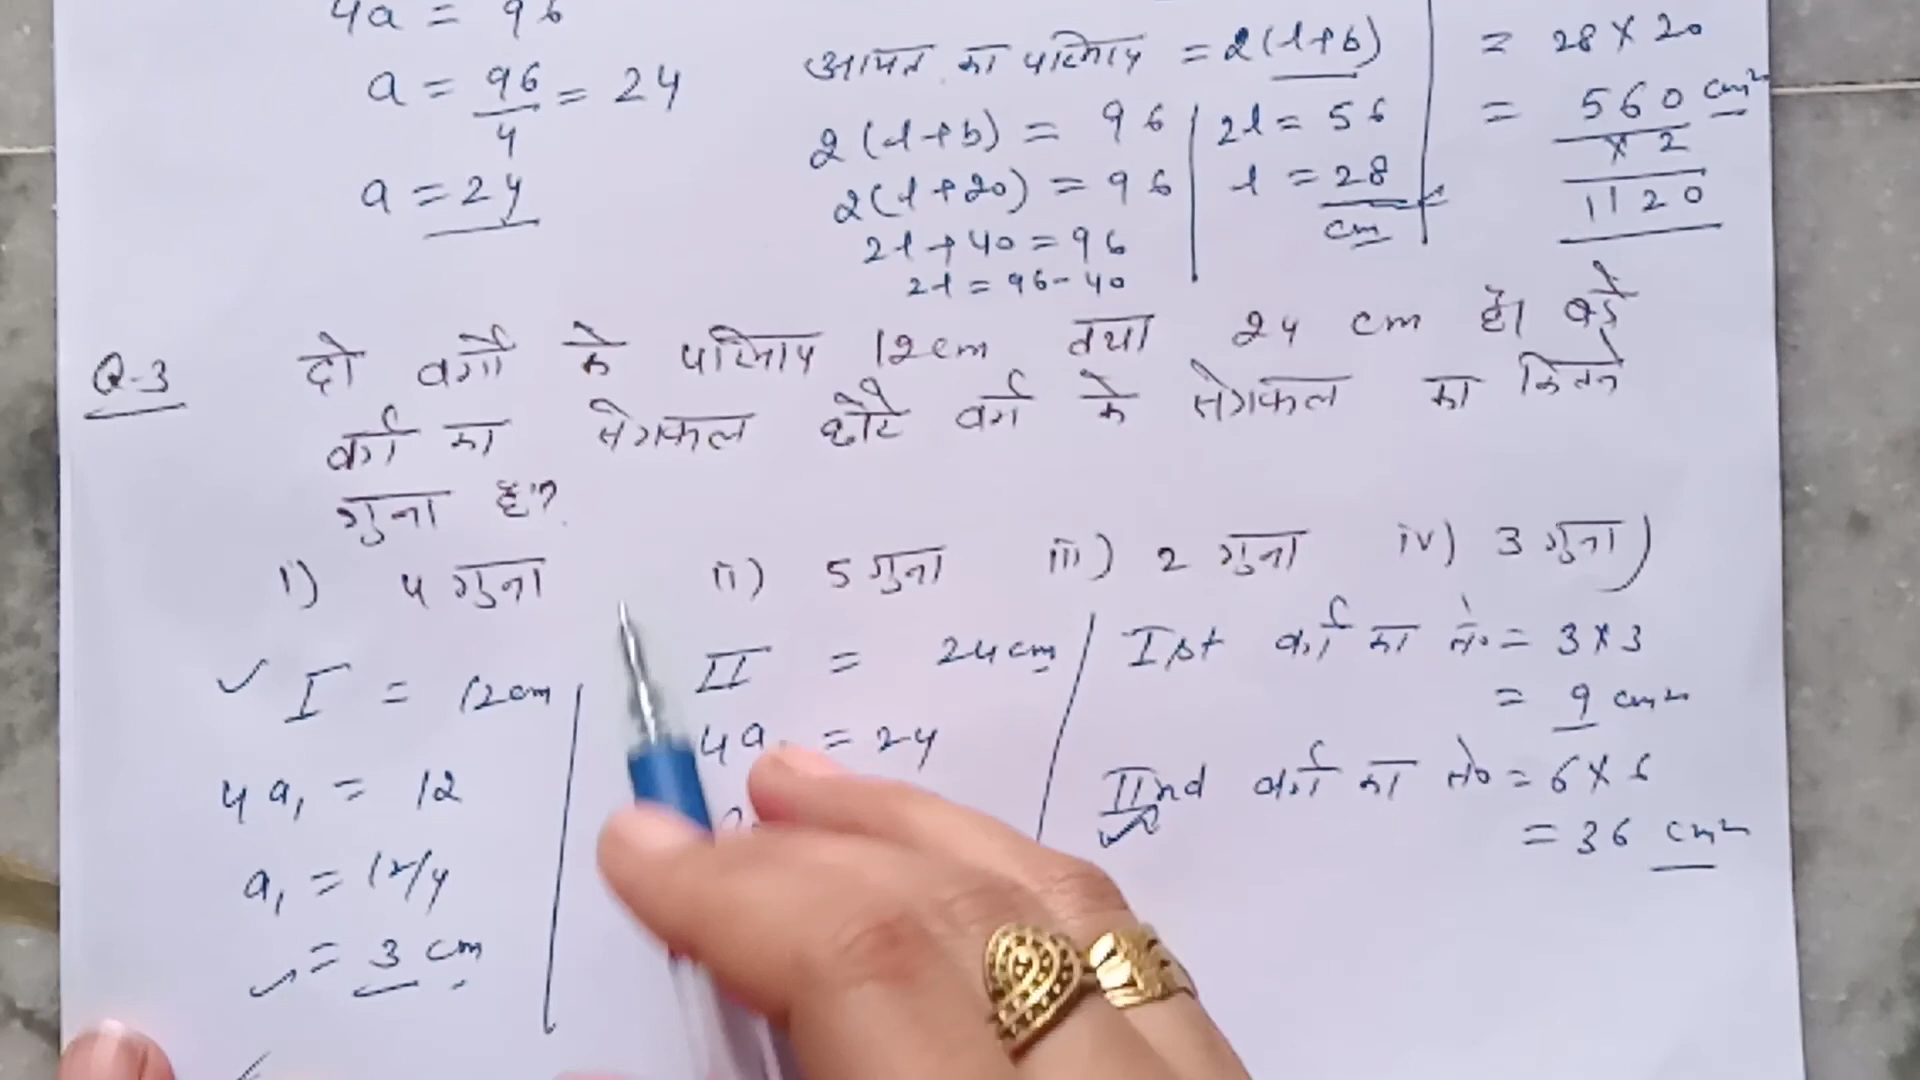 4a = 96
a = 96/4 = 24
a = 24
आयत का परिमाप = 2(l+b)
2(l+b) = 96
2(l+20) = 96
2l + 40 = 96
2l = 96-40
2l = 56
l = 28
cm
= 28 × 20
= 560 cm²
× 2
1120
Q-3 दो वर्गों के परिमाप 12cm तथा 24 cm है। बड़े
वर्ग का क्षेत्रफल छोटे वर्ग के क्षेत्रफल का कितने
गुना है?
i) 4 गुना ii) 5 गुना iii) 2 गुना iv) 3 गुना)
I = 12cm
4a₁ = 12
a₁ = 12/4
= 3 cm
II = 24cm
4a = 24
Ist वर्ग का क्षे० = 3×3
= 9 cm²
IInd वर्ग का क्षे० = 6×6
= 36 cm²